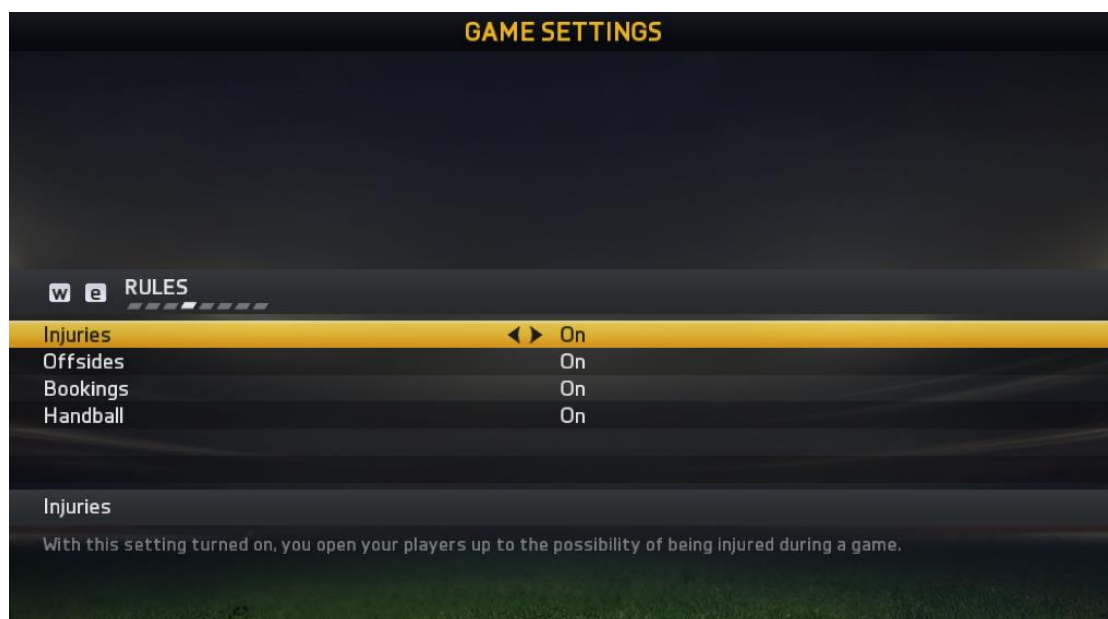 GAME SETTINGS
w e RULES
Injuries On
Offsides On
Bookings On
Handball On
Injuries
With this setting turned on, you open your players up to the possibility of being injured during a game.